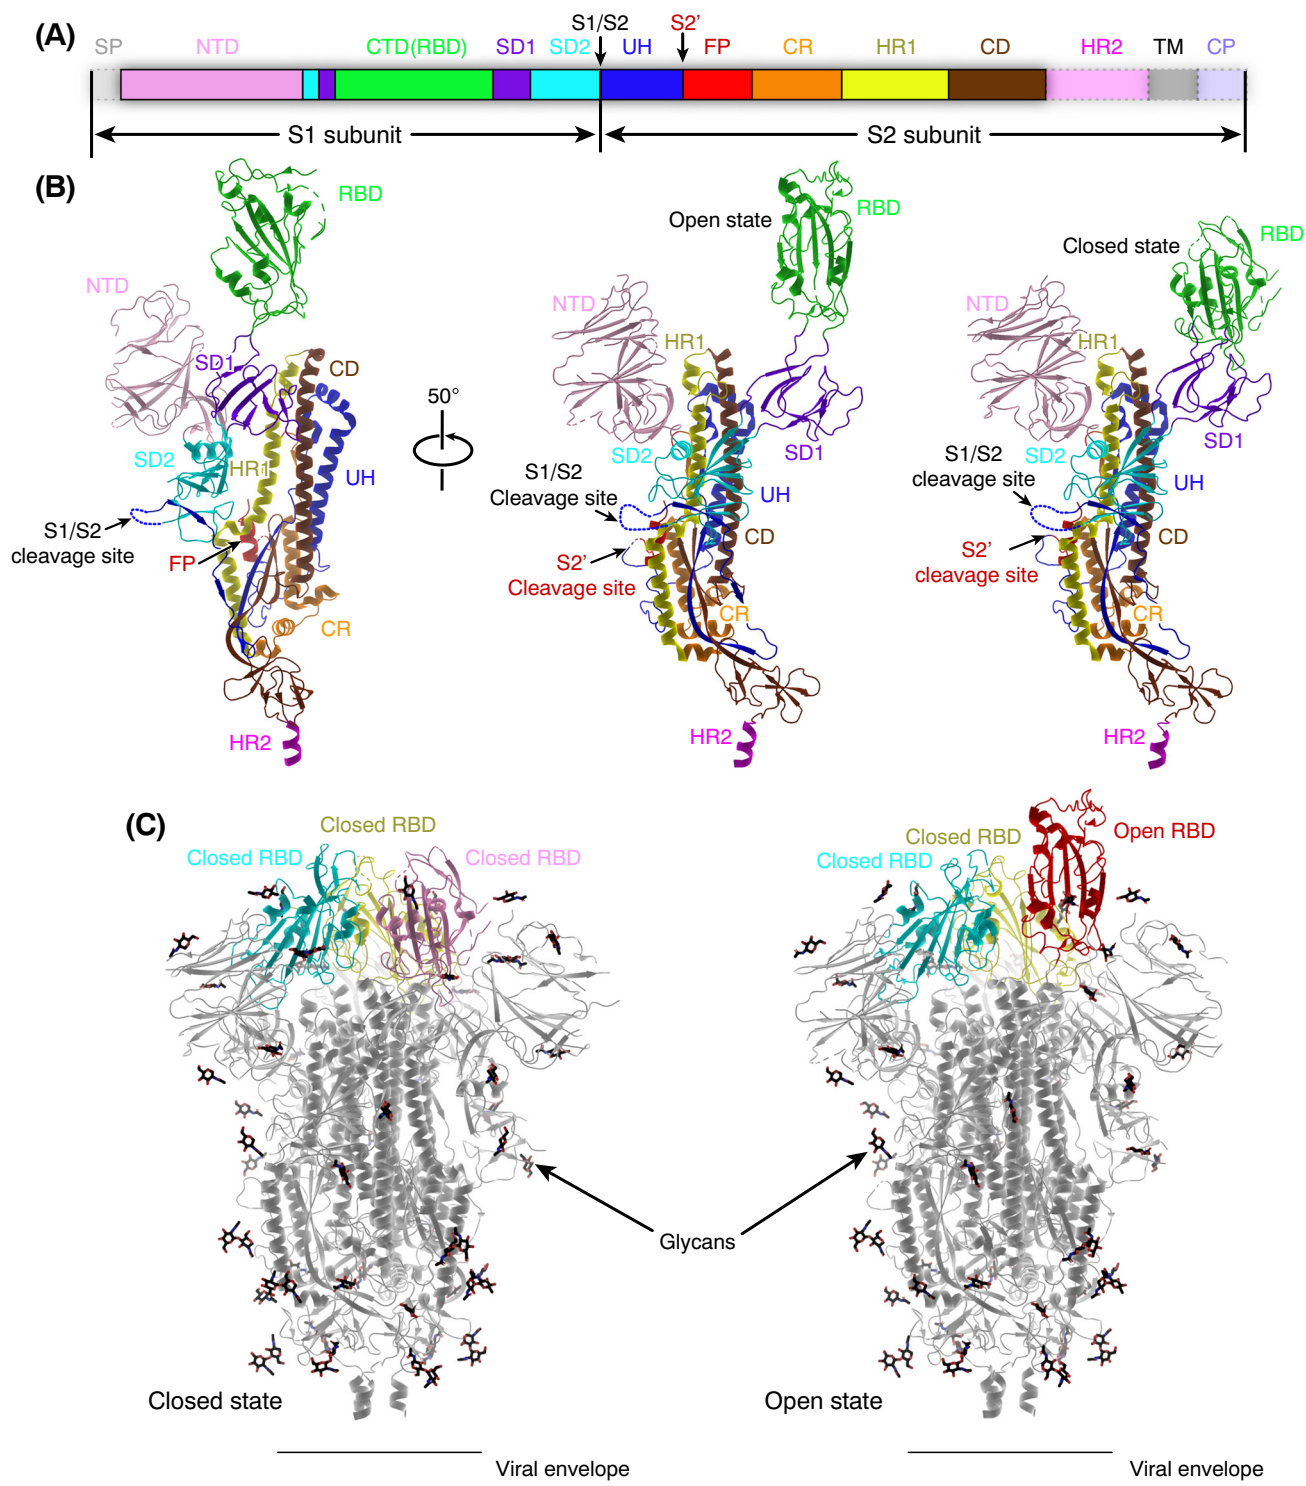 (A)
S1/S2
S2’
SP
NTD
CTD(RBD)
SD1
SD2
UH
FP
CR
HR1
CD
HR2
TM
CP
S1 subunit
S2 subunit
(B)
RBD
NTD
SD1
CD
SD2
HR1
UH
S1/S2
cleavage site
FP
CR
HR2
50°
Open state
RBD
NTD
HR1
SD1
SD2
S1/S2
Cleavage site
UH
CD
S2’
Cleavage site
CR
HR2
Closed state
RBD
NTD
HR1
SD1
SD2
S1/S2
cleavage site
UH
CD
S2’
cleavage site
CR
HR2
(C)
Closed RBD
Closed RBD
Closed RBD
Closed RBD
Closed RBD
Open RBD
Glycans
Closed state
Open state
Viral envelope
Viral envelope